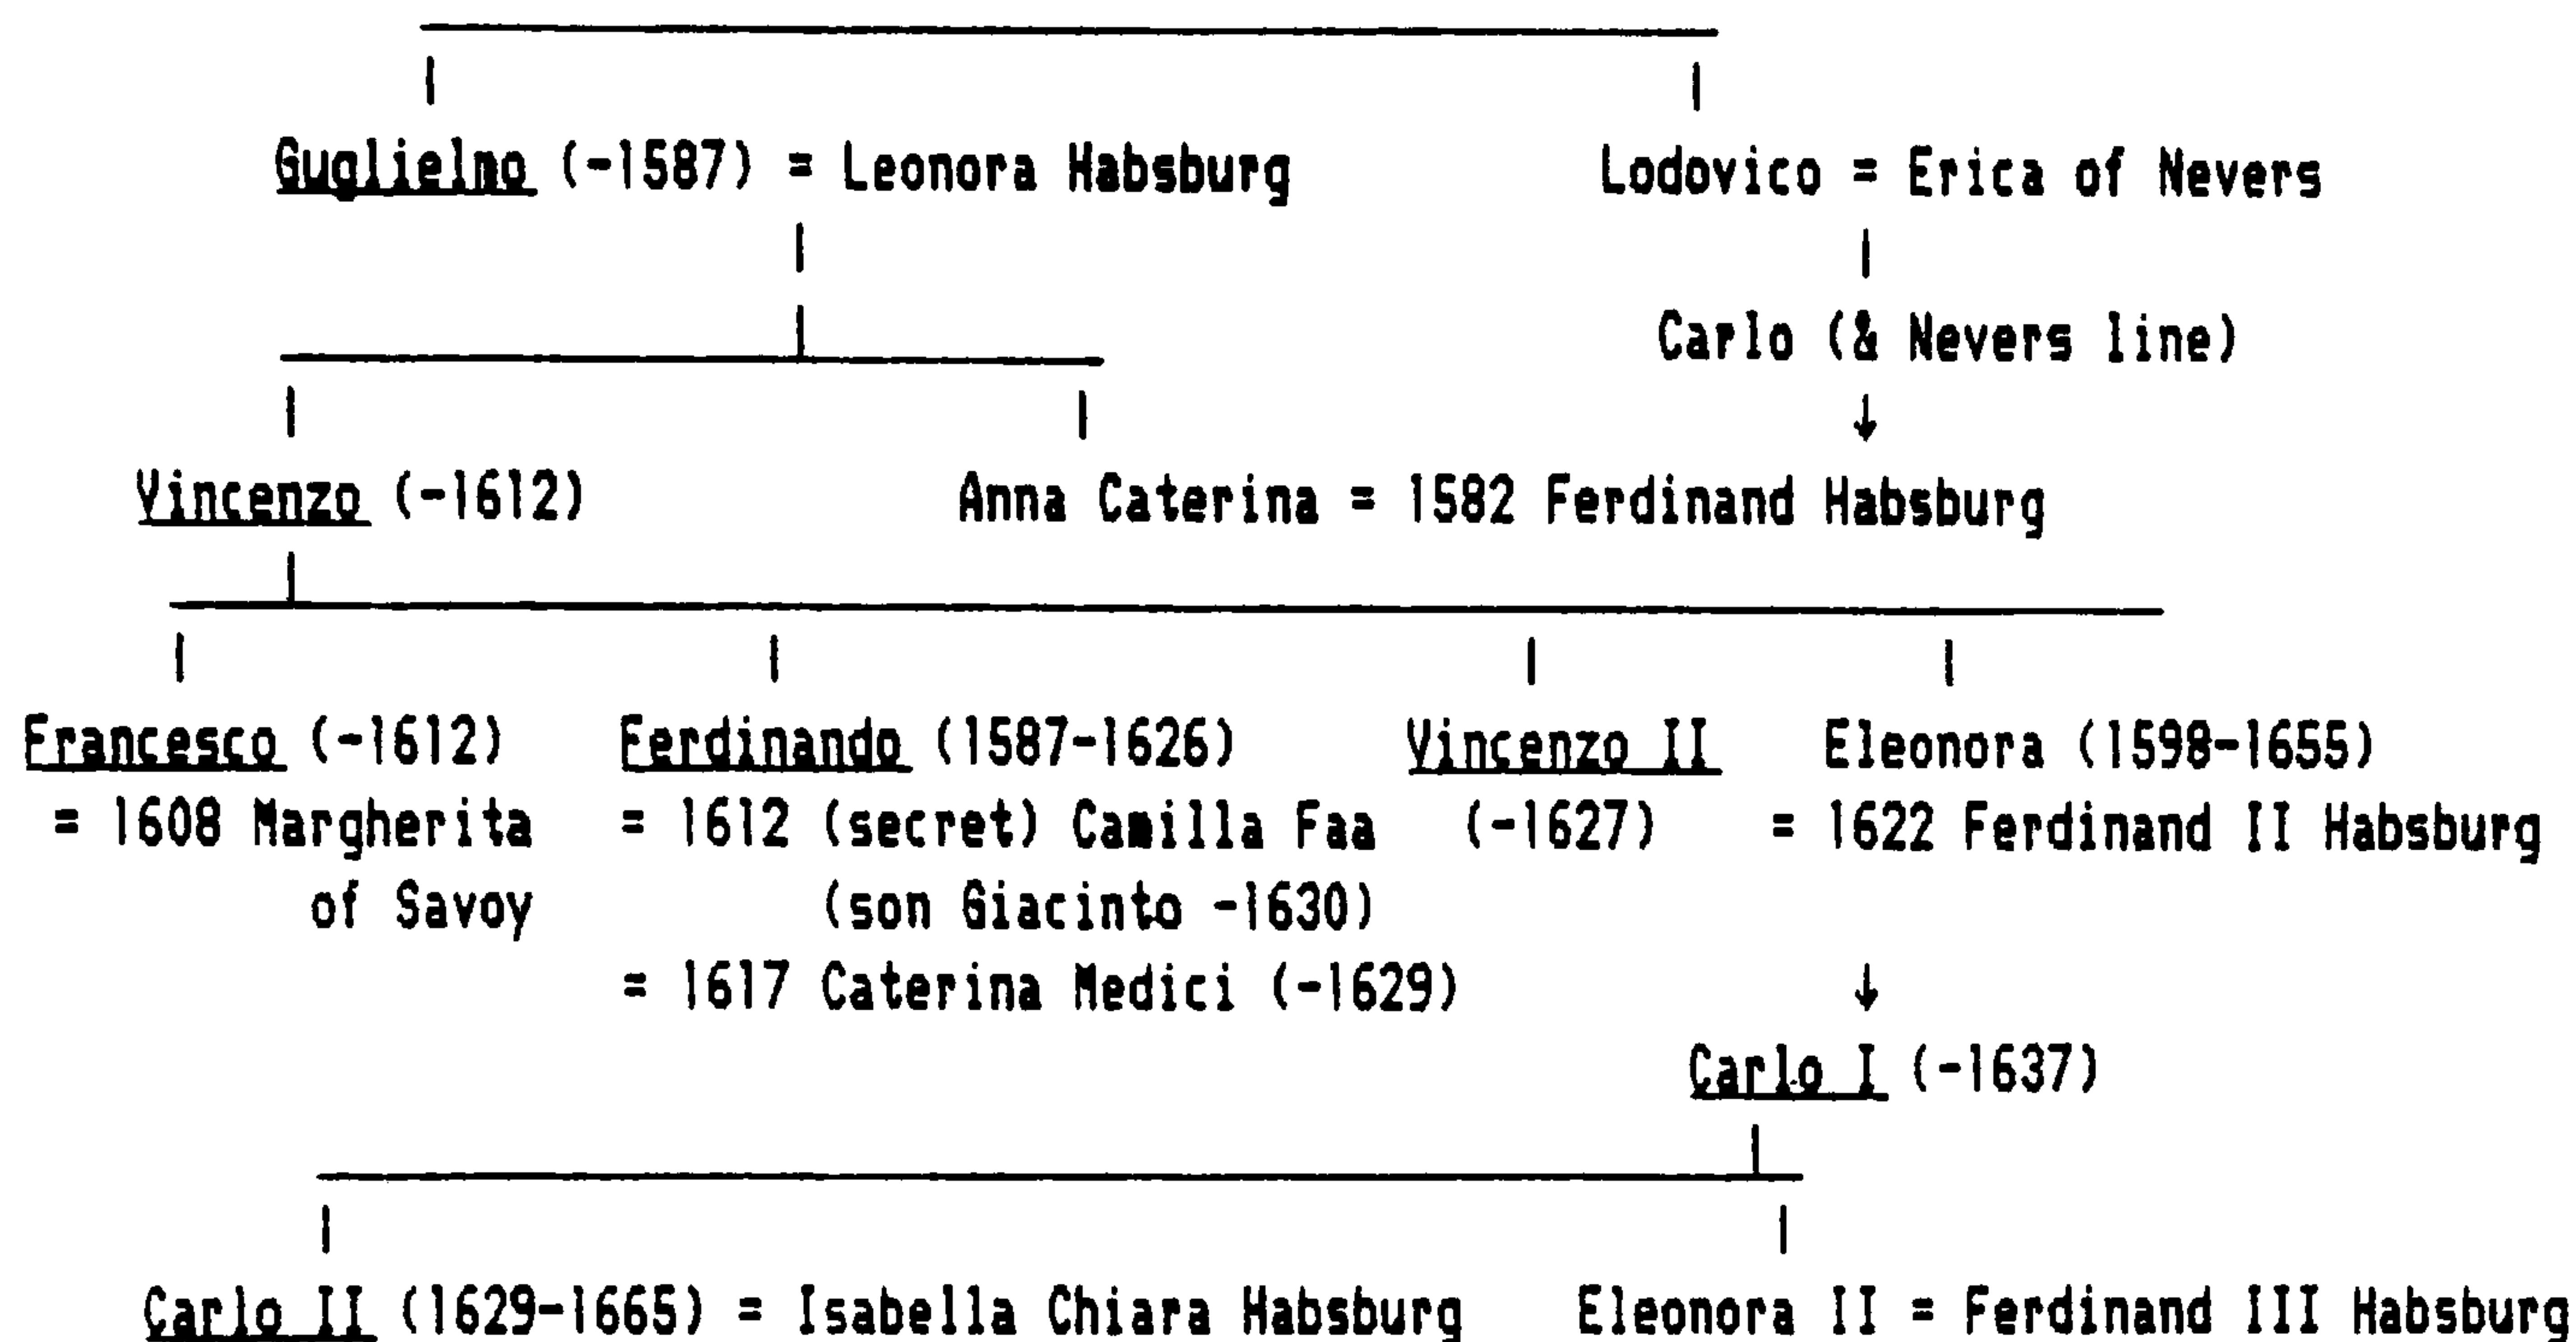 Guglielmo (-1587) = Leonora Habsburg Lodovico = Erica of Nevers
Carlo (& Nevers line)
↓
Vincenzo (-1612) Anna Caterina = 1582 Ferdinand Habsburg
Francesco (-1612) Ferdinando (1587-1626) Vincenzo II Eleonora (1598-1655)
= 1608 Margherita = 1612 (secret) Camilla Faa (-1627) = 1622 Ferdinand II Habsburg
of Savoy (son Giacinto -1630)
= 1617 Caterina Medici (-1629) ↓
Carlo I (-1637)
Carlo II (1629-1665) = Isabella Chiara Habsburg Eleonora II = Ferdinand III Habsburg